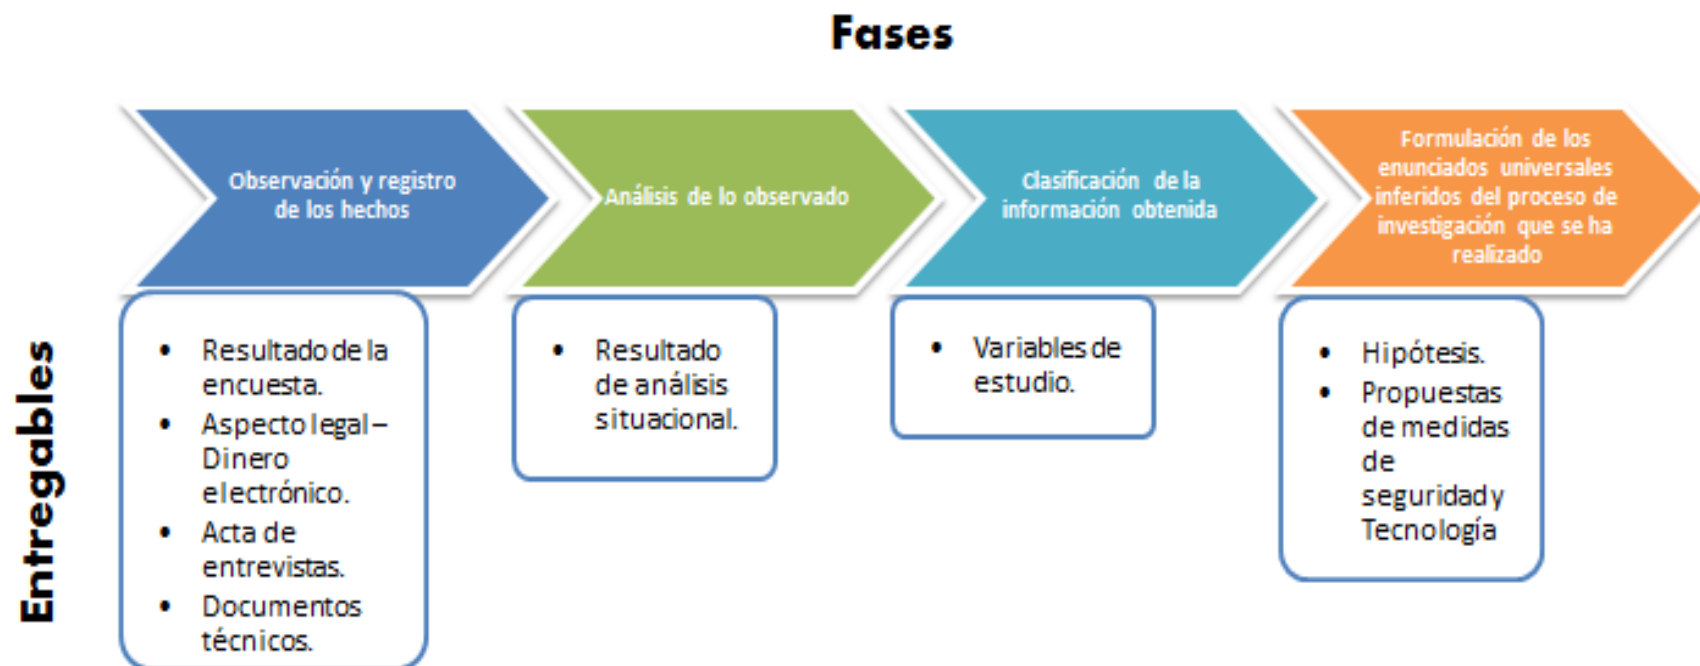 Fases
Observación y registro
de los hechos
Análisis de lo observado
Clasificación de la
información obtenida
Formulación de los
enunciados universales
inferidos del proceso de
investigación que se ha
realizado
Entregables
• Resultado de la
encuesta.
• Aspecto legal –
Dinero
electrónico.
• Acta de
entrevistas.
• Documentos
técnicos.
• Resultado
de análisis
situacional.
• Variables de
estudio.
• Hipótesis.
• Propuestas
de medidas
de
seguridad y
Tecnología